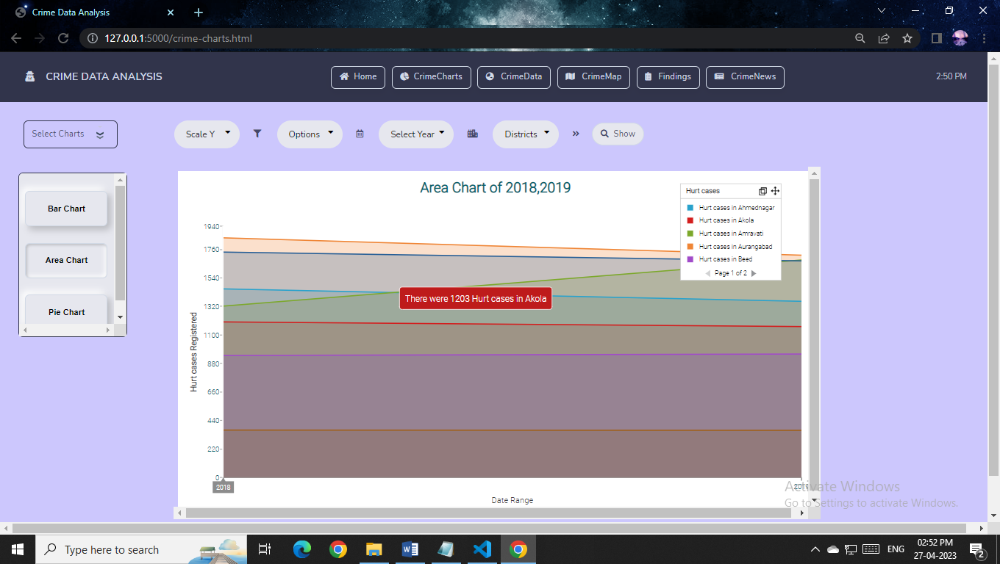 Crime Data Analysis
127.0.0.1:5000/crime-charts.html
CRIME DATA ANALYSIS
Home
CrimeCharts
CrimeData
CrimeMap
Findings
CrimeNews
2:50 PM
Select Charts
Scale Y
Options
Select Year
Districts
Show
Bar Chart
Area Chart
Pie Chart
Area Chart of 2018,2019
Hurt cases
Hurt cases in Ahmednagar
Hurt cases in Akola
Hurt cases in Amravati
Hurt cases in Aurangabad
Hurt cases in Beed
Page 1 of 2
1940
1760
1540
1320
1100
880
660
440
220
0
Hurt cases Registered
There were 1203 Hurt cases in Akola
2018
2019
Date Range
Activate Windows
Go to Settings to activate Windows.
Type here to search
ENG
02:52 PM
27-04-2023
2